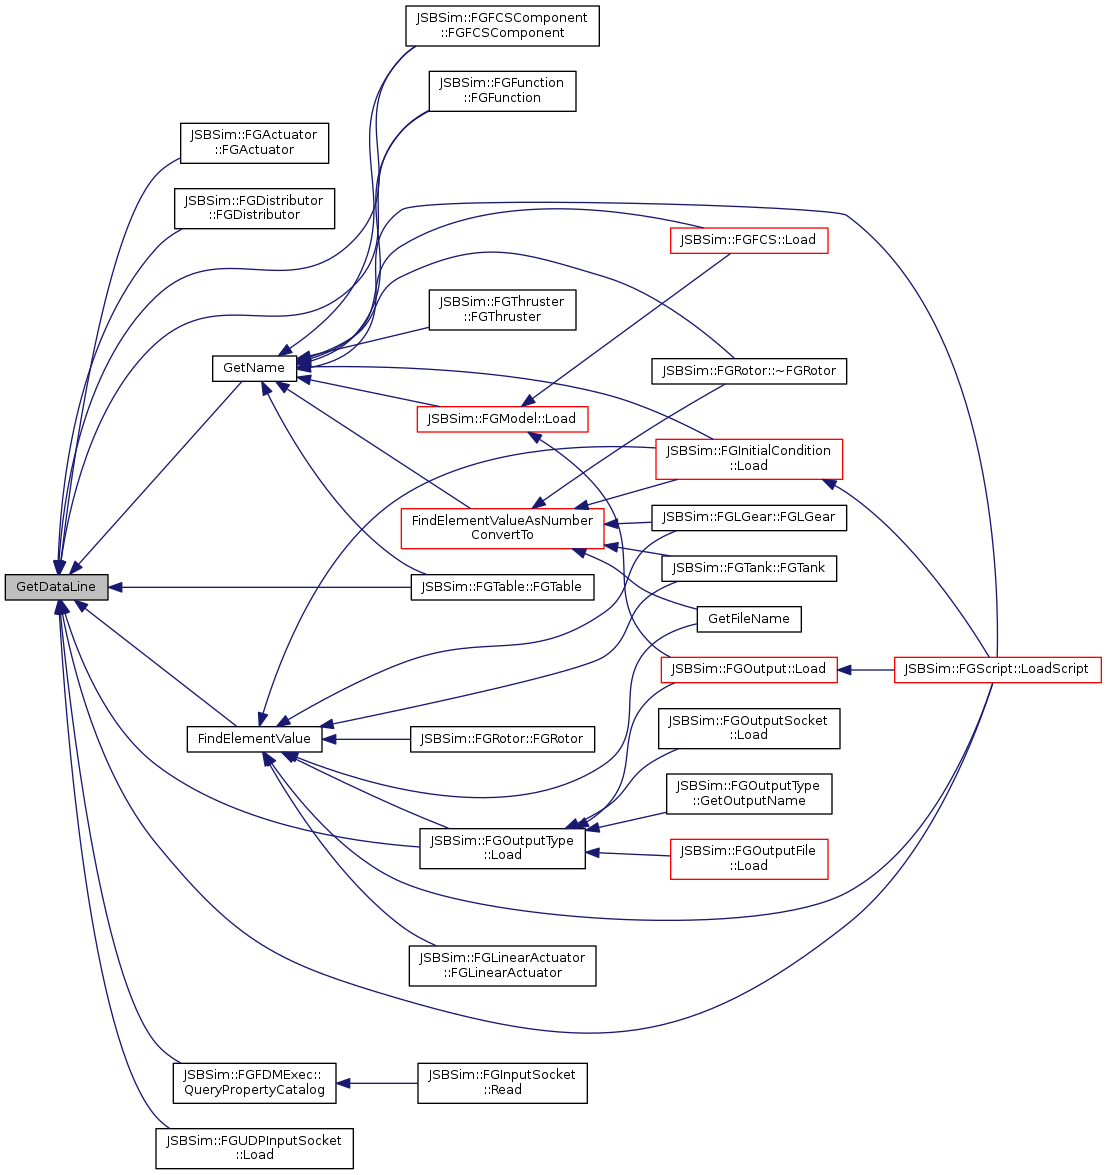 JSBSim::FGFCSComponent
::FGFCSComponent
JSBSim::FGFunction
::FGFunction
JSBSim::FGActuator
::FGActuator
JSBSim::FGDistributor
::FGDistributor
JSBSim::FGFCS::Load
JSBSim::FGThruster
::FGThruster
GetName
JSBSim::FGRotor::~FGRotor
JSBSim::FGModel::Load
JSBSim::FGInitialCondition
::Load
FindElementValueAsNumber
ConvertTo
JSBSim::FGLGear::FGLGear
JSBSim::FGTank::FGTank
GetDataLine
JSBSim::FGTable::FGTable
GetFileName
JSBSim::FGOutput::Load
JSBSim::FGScript::LoadScript
FindElementValue
JSBSim::FGRotor::FGRotor
JSBSim::FGOutputSocket
::Load
JSBSim::FGOutputType
::GetOutputName
JSBSim::FGOutputType
::Load
JSBSim::FGOutputFile
::Load
JSBSim::FGLinearActuator
::FGLinearActuator
JSBSim::FGFDMExec::
QueryPropertyCatalog
JSBSim::FGInputSocket
::Read
JSBSim::FGUDPInputSocket
::Load